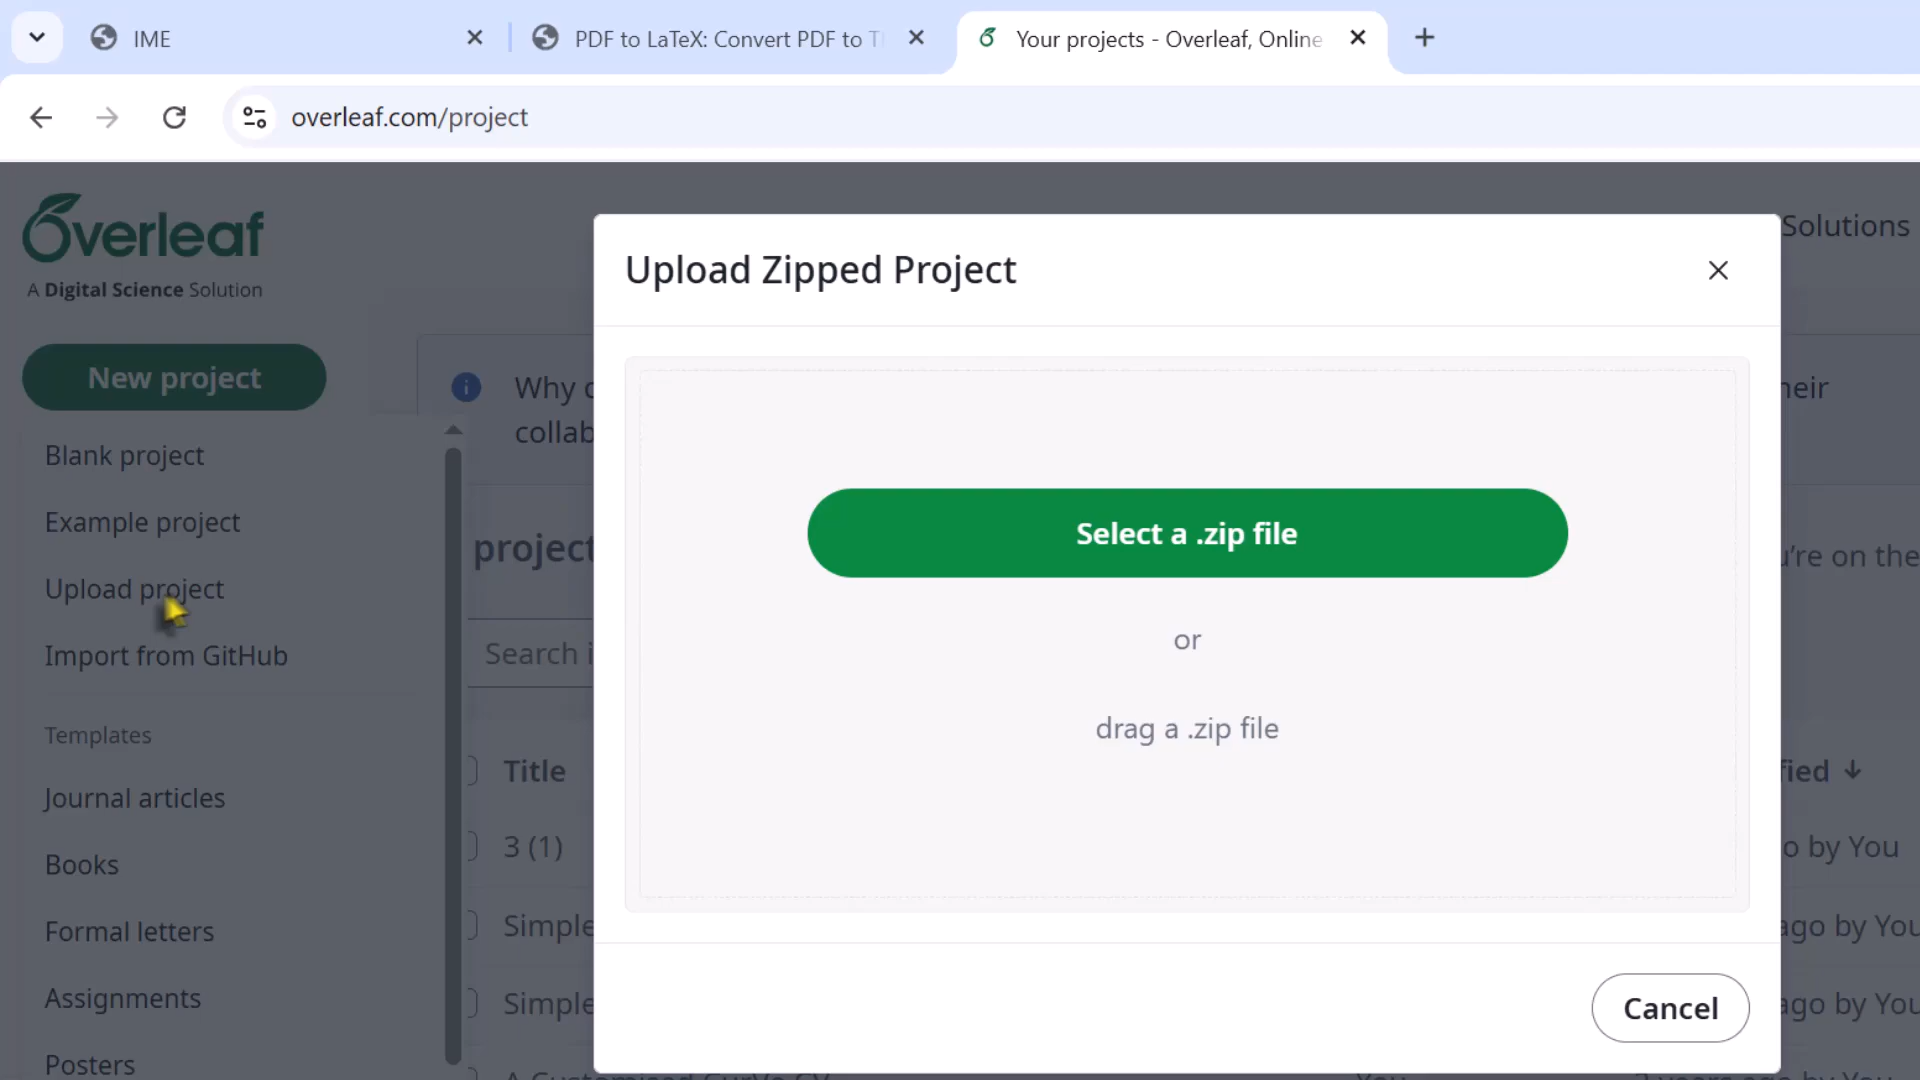 IME
PDF to LaTeX: Convert PDF to
Your projects - Overleaf, Online
overleaf.com/project
Overleaf
A Digital Science Solution
Solutions
New project
Blank project
Example project
Upload project
Import from GitHub
Templates
Journal articles
Books
Formal letters
Assignments
Posters
Why
collab
heir
project
you're on the
Search
Title
fied
3 (1)
o by You
Simple
ago by You
Simple
ago by You
Upload Zipped Project
Select a .zip file
or
drag a .zip file
Cancel